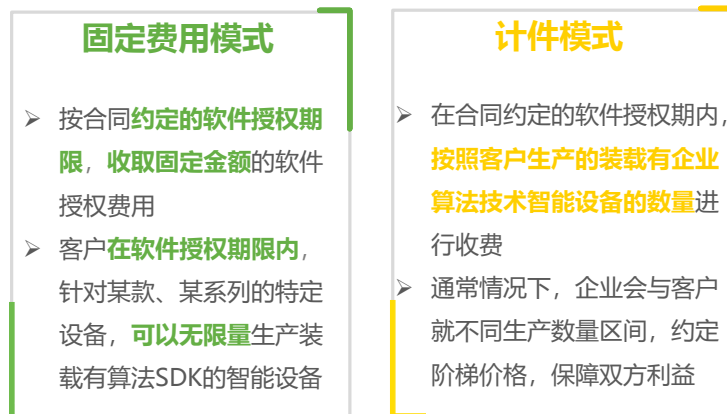 固定费用模式
➢ 按合同约定的软件授权期
限，收取固定金额的软件
授权费用
➢ 客户在软件授权期限内，
针对某款、某系列的特定
设备，可以无限量生产装
载有算法SDK的智能设备
计件模式
➢ 在合同约定的软件授权期内，
按照客户生产的装载有企业
算法技术智能设备的数量进
行收费
➢ 通常情况下，企业会与客户
就不同生产数量区间，约定
阶梯价格，保障双方利益